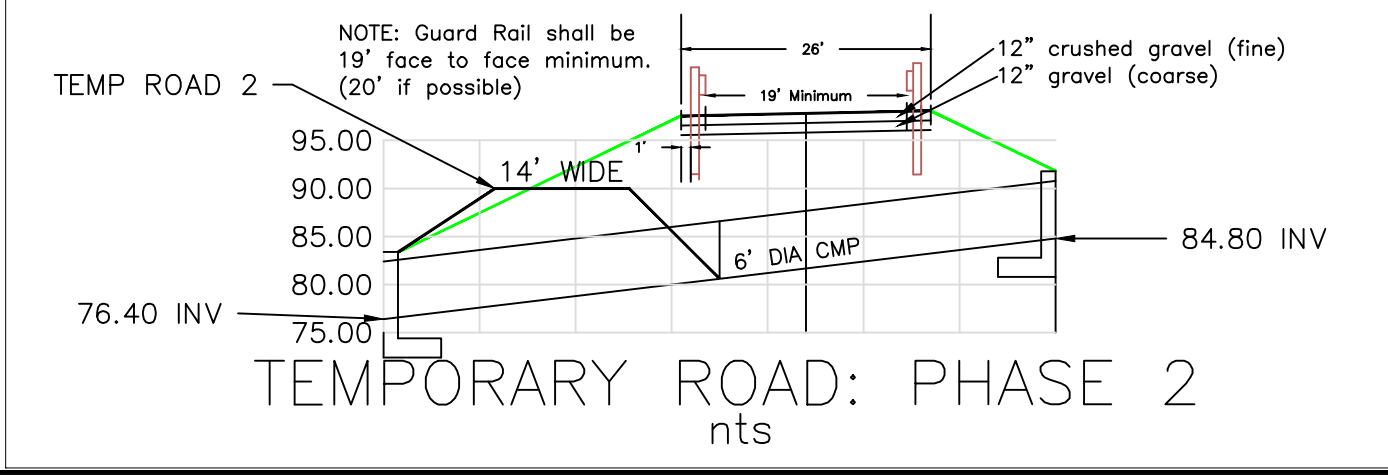 NOTE: Guard Rail shall be
19' face to face minimum.
(20' if possible)
26'
12" crushed gravel (fine)
12" gravel (coarse)
TEMP ROAD 2
19' Minimum
95.00
1'
14' WIDE
90.00
85.00
6' DIA CMP
84.80 INV
80.00
76.40 INV
75.00
TEMPORARY ROAD: PHASE 2
nts